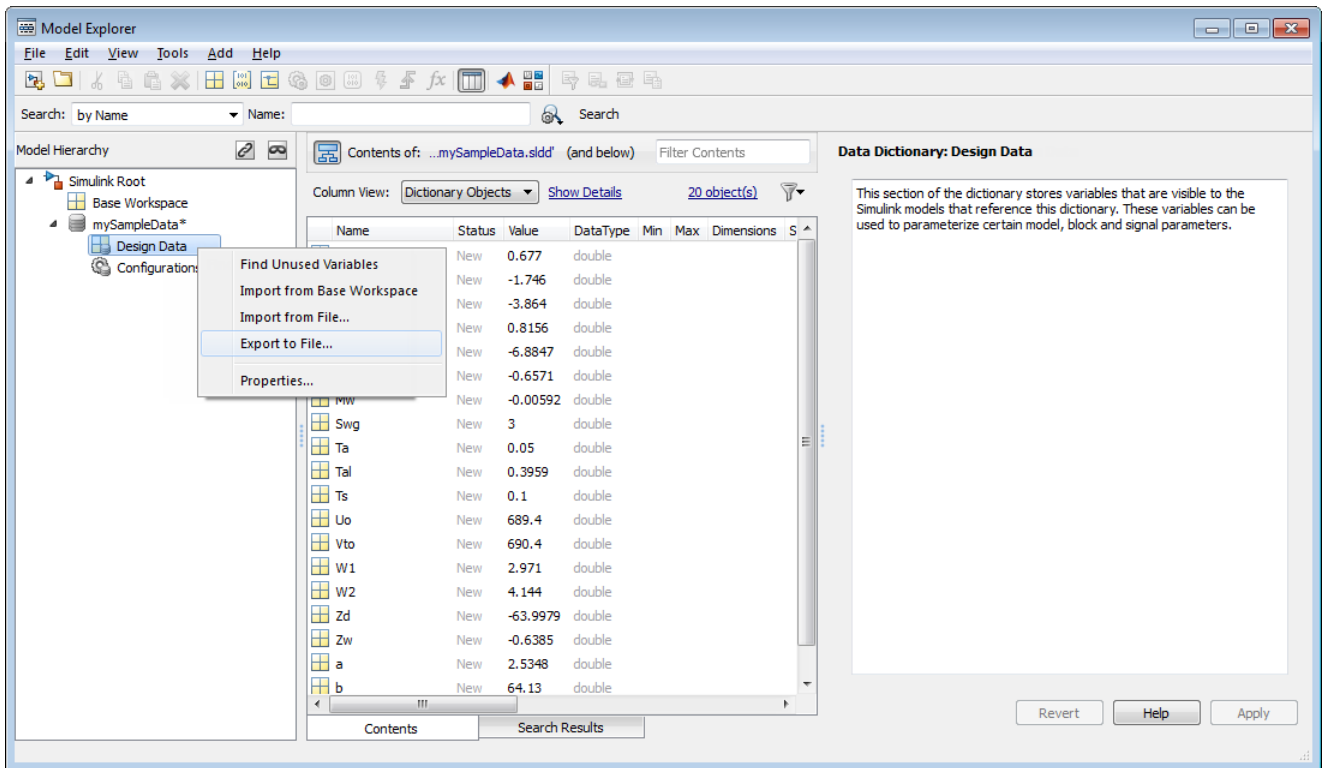 Model Explorer
File Edit View Tools Add Help
fx
Search: by Name Name: Search
Model Hierarchy
Contents of: ...mySampleData.sldd' (and below) Filter Contents
Data Dictionary: Design Data
Simulink Root
Base Workspace
mySampleData*
Design Data
Configurations
Column View: Dictionary Objects Show Details 20 object(s)
This section of the dictionary stores variables that are visible to the
Simulink models that reference this dictionary. These variables can be
used to parameterize certain model, block and signal parameters.
Find Unused Variables
Import from Base Workspace
Import from File...
Export to File...
Properties...
Name Status Value DataType Min Max Dimensions S
New 0.677 double
New -1.746 double
New -3.864 double
New 0.8156 double
New -6.8847 double
New -0.6571 double
Mw New -0.00592 double
Swg New 3 double
Ta New 0.05 double
Tal New 0.3959 double
Ts New 0.1 double
Uo New 689.4 double
Vto New 690.4 double
W1 New 2.971 double
W2 New 4.144 double
Zd New -63.9979 double
Zw New -0.6385 double
a New 2.5348 double
b New 64.13 double
Contents Search Results
Revert Help Apply